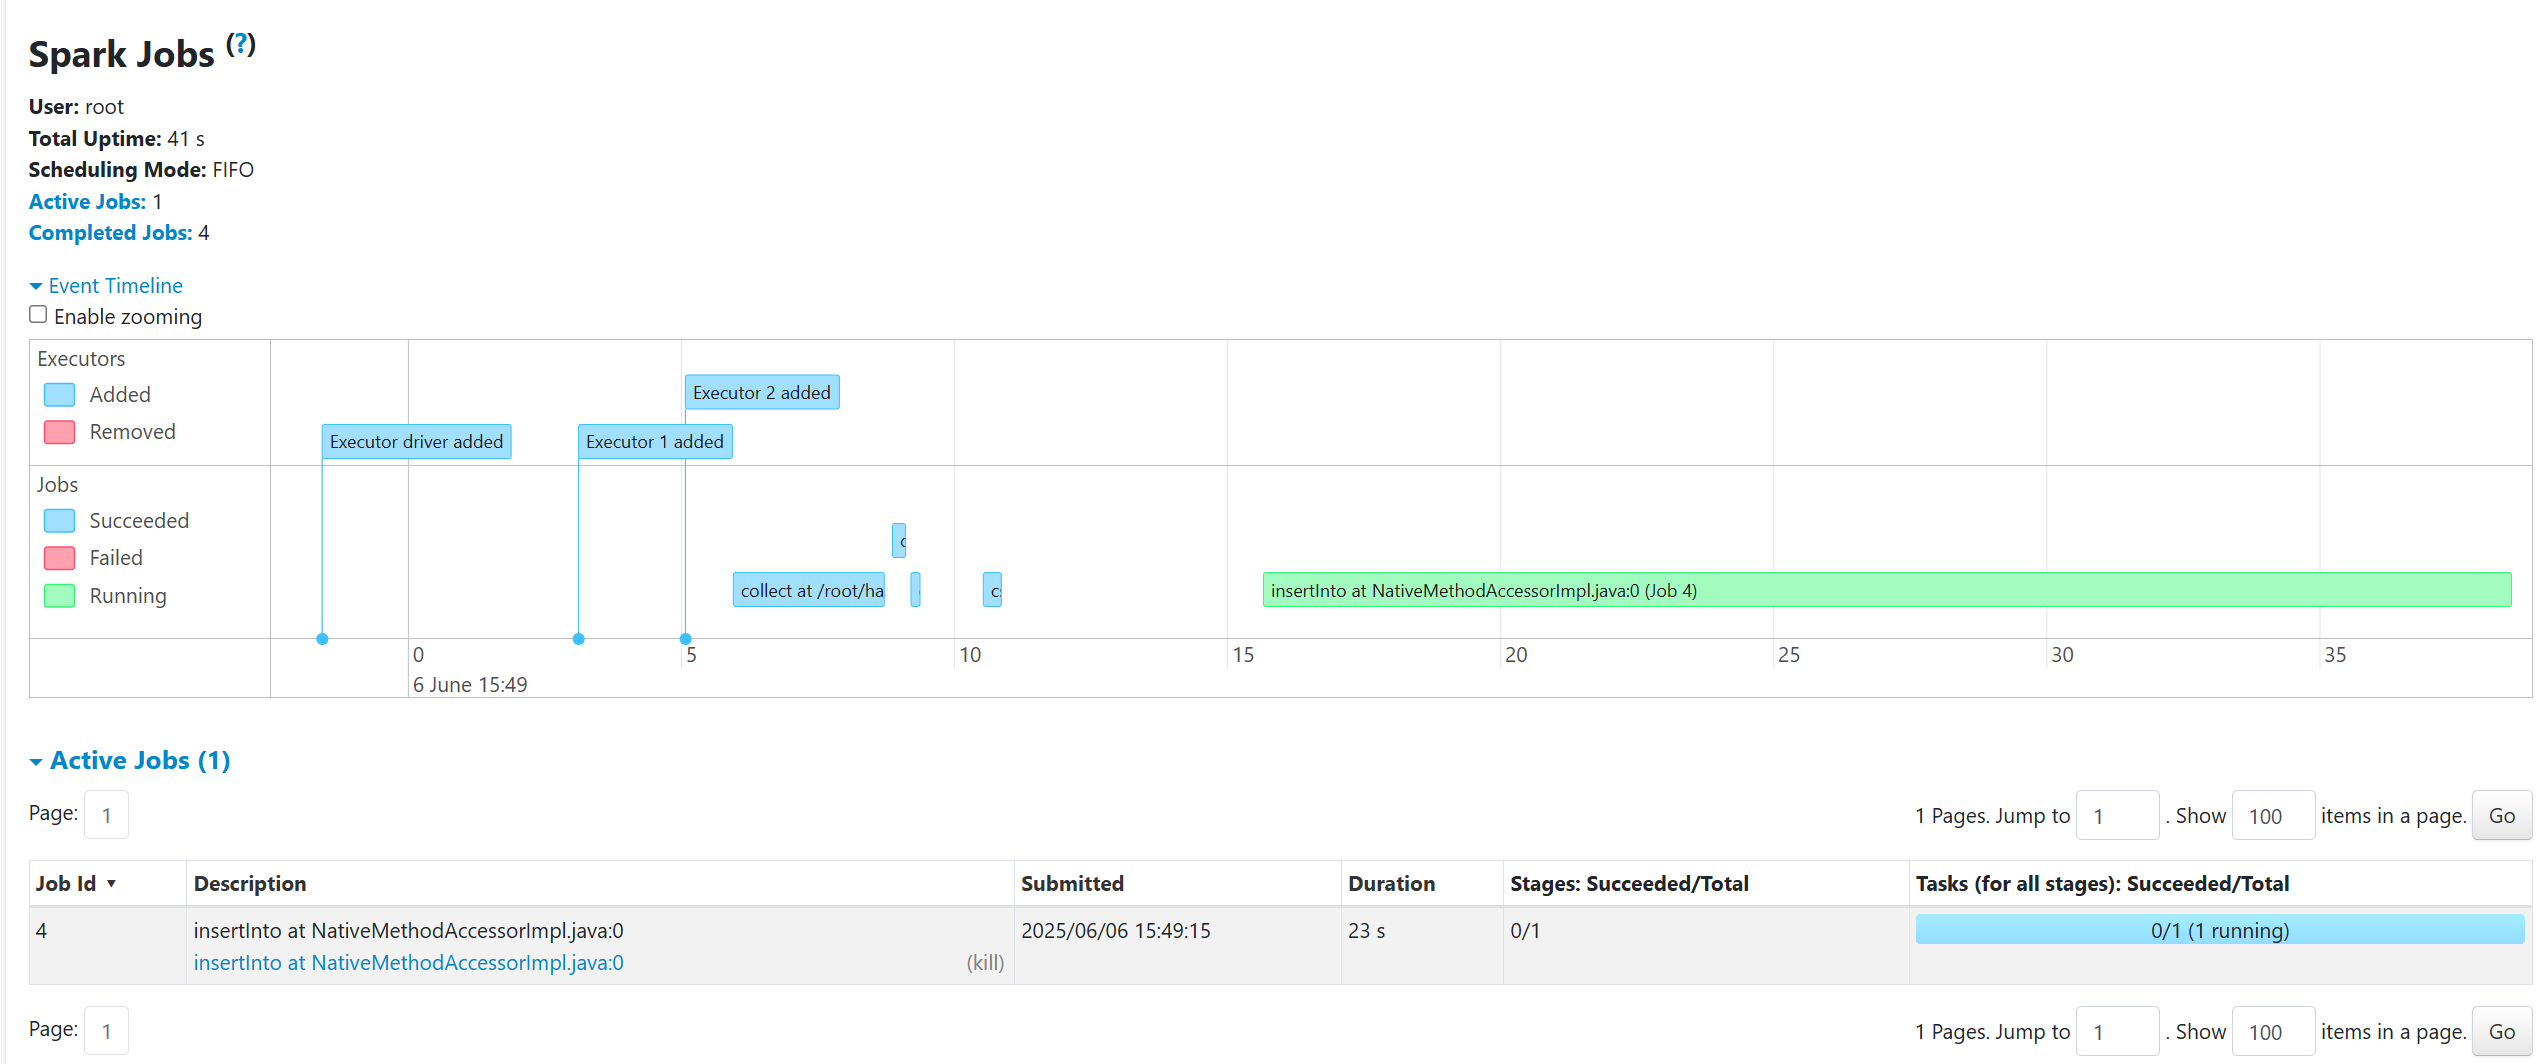 Spark Jobs (?)
User: root
Total Uptime: 41 s
Scheduling Mode: FIFO
Active Jobs: 1
Completed Jobs: 4
Event Timeline
Enable zooming
Executors
Added
Removed
Executor 2 added
Executor driver added
Executor 1 added
Jobs
Succeeded
Failed
Running
collect at /root/ha
insertInto at NativeMethodAccessorImpl.java:0 (Job 4)
0 5 10 15 20 25 30 35
6 June 15:49
Active Jobs (1)
Page: 1 1 Pages. Jump to 1 . Show 100 items in a page. Go
Job Id ▾ Description Submitted Duration Stages: Succeeded/Total Tasks (for all stages): Succeeded/Total
4 insertInto at NativeMethodAccessorImpl.java:0 2025/06/06 15:49:15 23 s 0/1 0/1 (1 running)
insertInto at NativeMethodAccessorImpl.java:0 (kill)
Page: 1 1 Pages. Jump to 1 . Show 100 items in a page. Go